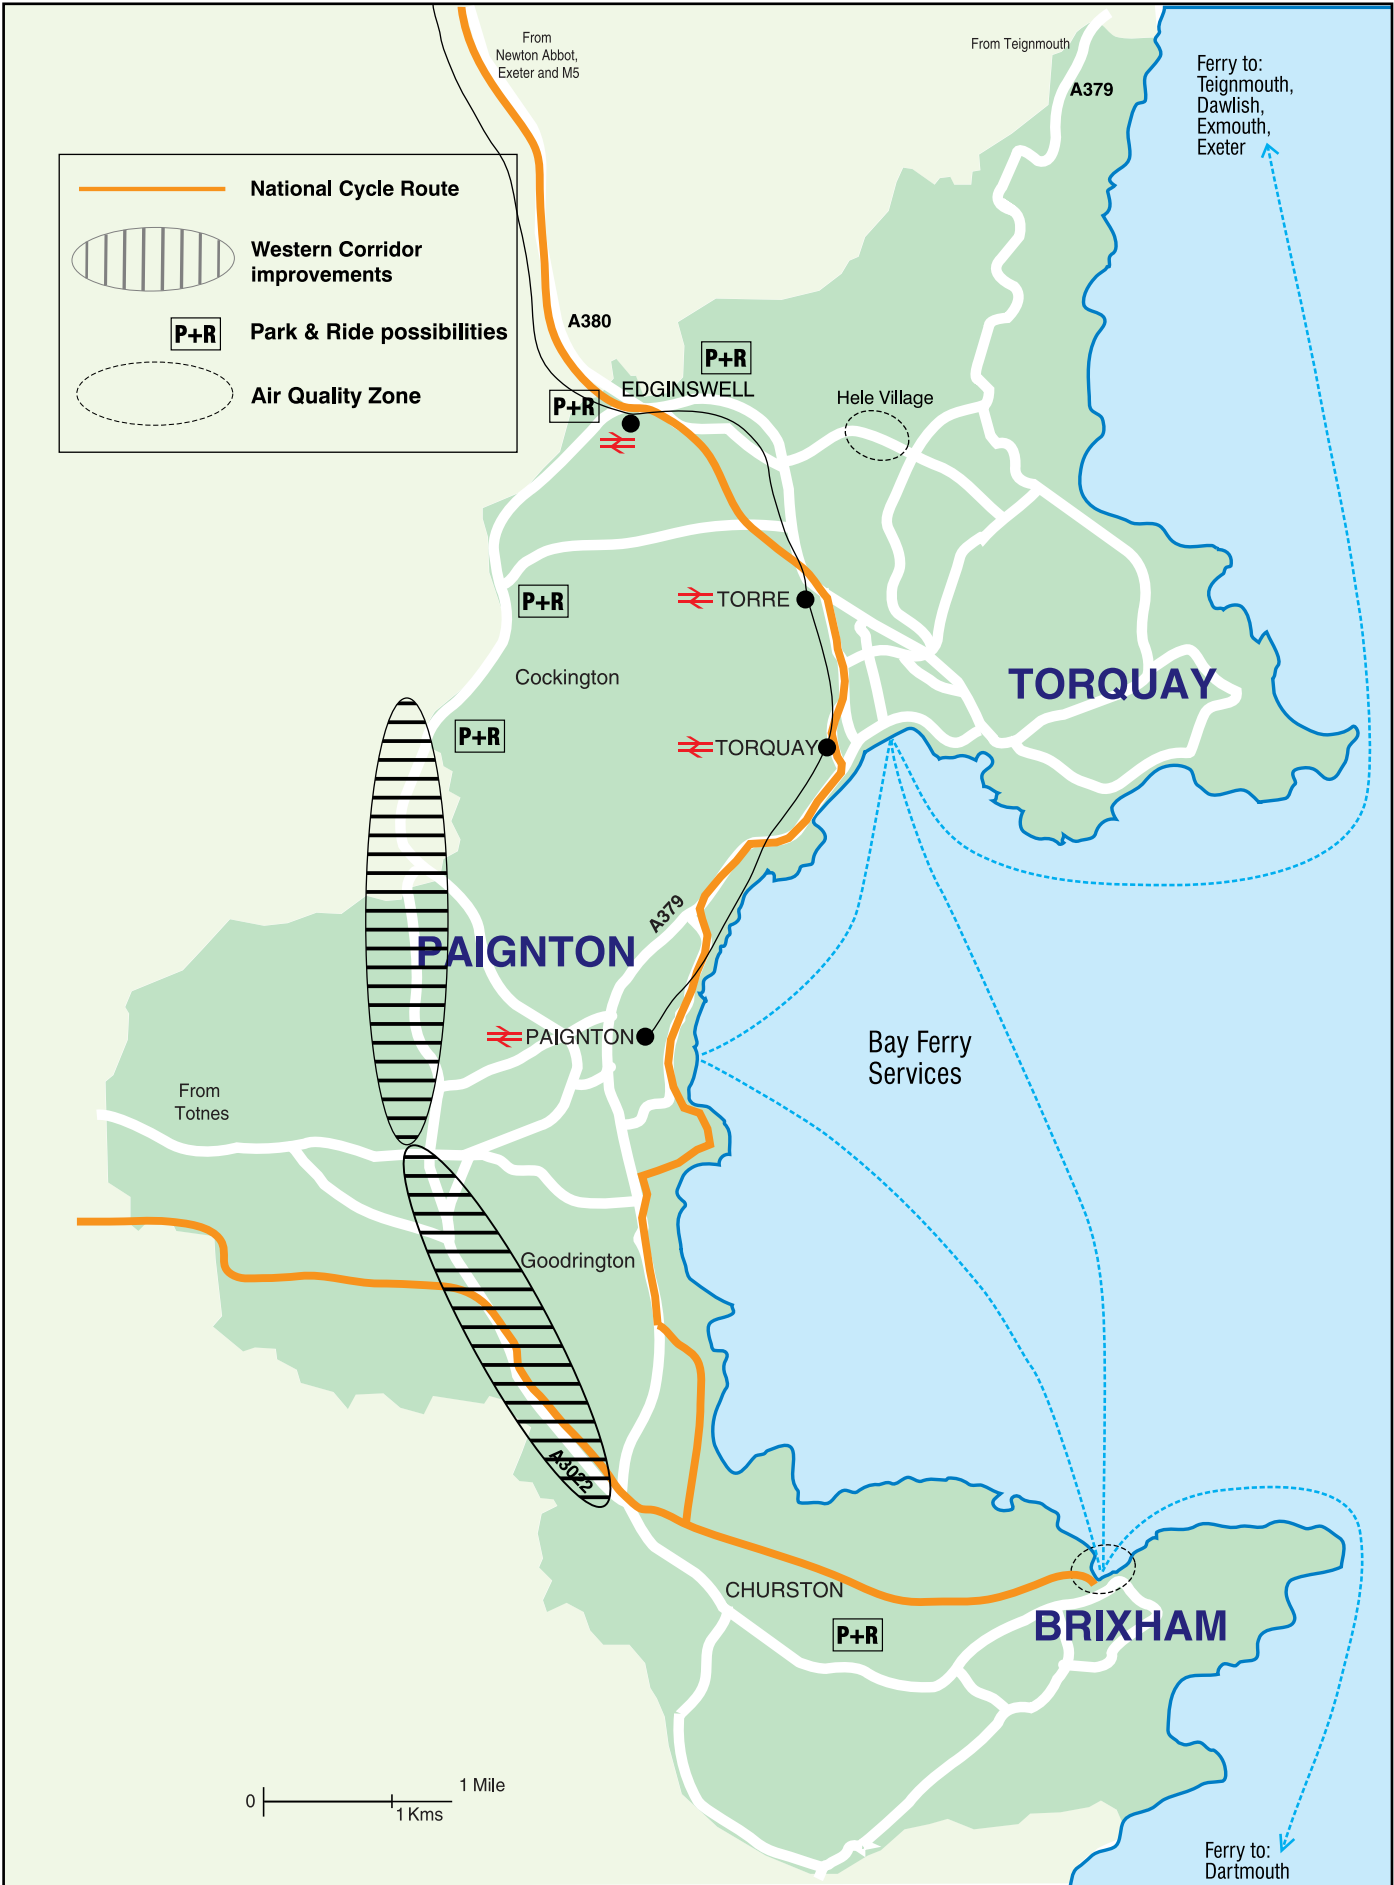 From
Newton Abbot,
Exeter and M5
From Teignmouth
A379
Ferry to:
Teignmouth,
Dawlish,
Exmouth,
Exeter
National Cycle Route
Western Corridor
improvements
P+R
Park & Ride possibilities
Air Quality Zone
A380
P+R
EDGINSWELL
P+R
Hele Village
P+R
TORRE
Cockington
TORQUAY
P+R
TORQUAY
A379
PAIGNTON
PAIGNTON
Bay Ferry
Services
From
Totnes
Goodrington
A3022
CHURSTON
P+R
BRIXHAM
0
1 Mile
1 Kms
Ferry to:
Dartmouth